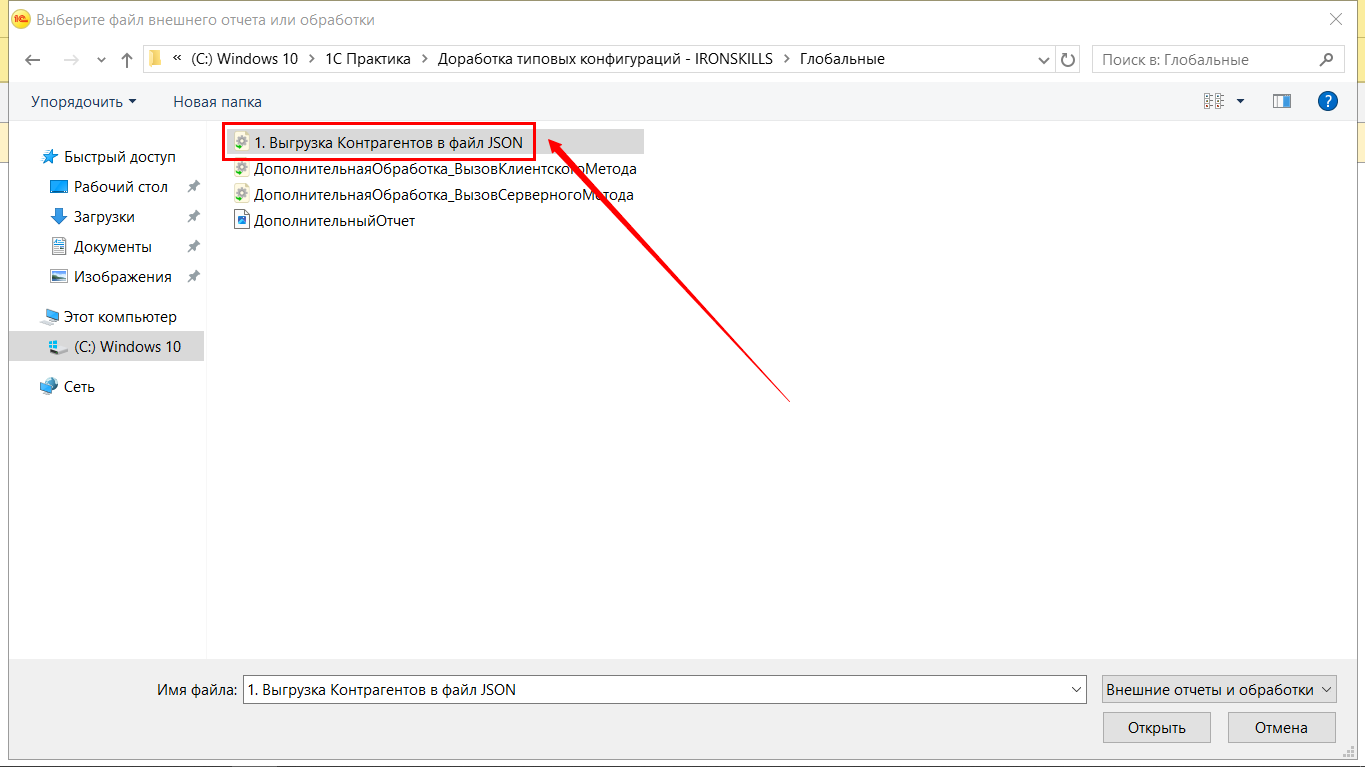 Выберите файл внешнего отчета или обработки
« (C:) Windows 10 > 1С Практика > Доработка типовых конфигураций - IRONSKILLS > Глобальные
Поиск в: Глобальные
Упорядочить Новая папка
1. Выгрузка Контрагентов в файл JSON
ДополнительнаяОбработка_ВызовКлиентскогоМетода
ДополнительнаяОбработка_ВызовСерверногоМетода
ДополнительныйОтчет
Быстрый доступ
Рабочий стол
Загрузки
Документы
Изображения
Этот компьютер
(C:) Windows 10
Сеть
Имя файла: 1. Выгрузка Контрагентов в файл JSON
Внешние отчеты и обработки
Открыть Отмена